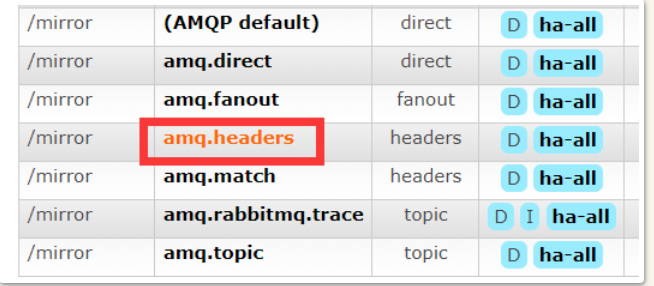 /mirror (AMQP default) direct D ha-all
/mirror amq.direct direct D ha-all
/mirror amq.fanout fanout D ha-all
/mirror amq.headers headers D ha-all
/mirror amq.match headers D ha-all
/mirror amq.rabbitmq.trace topic D I ha-all
/mirror amq.topic topic D ha-all